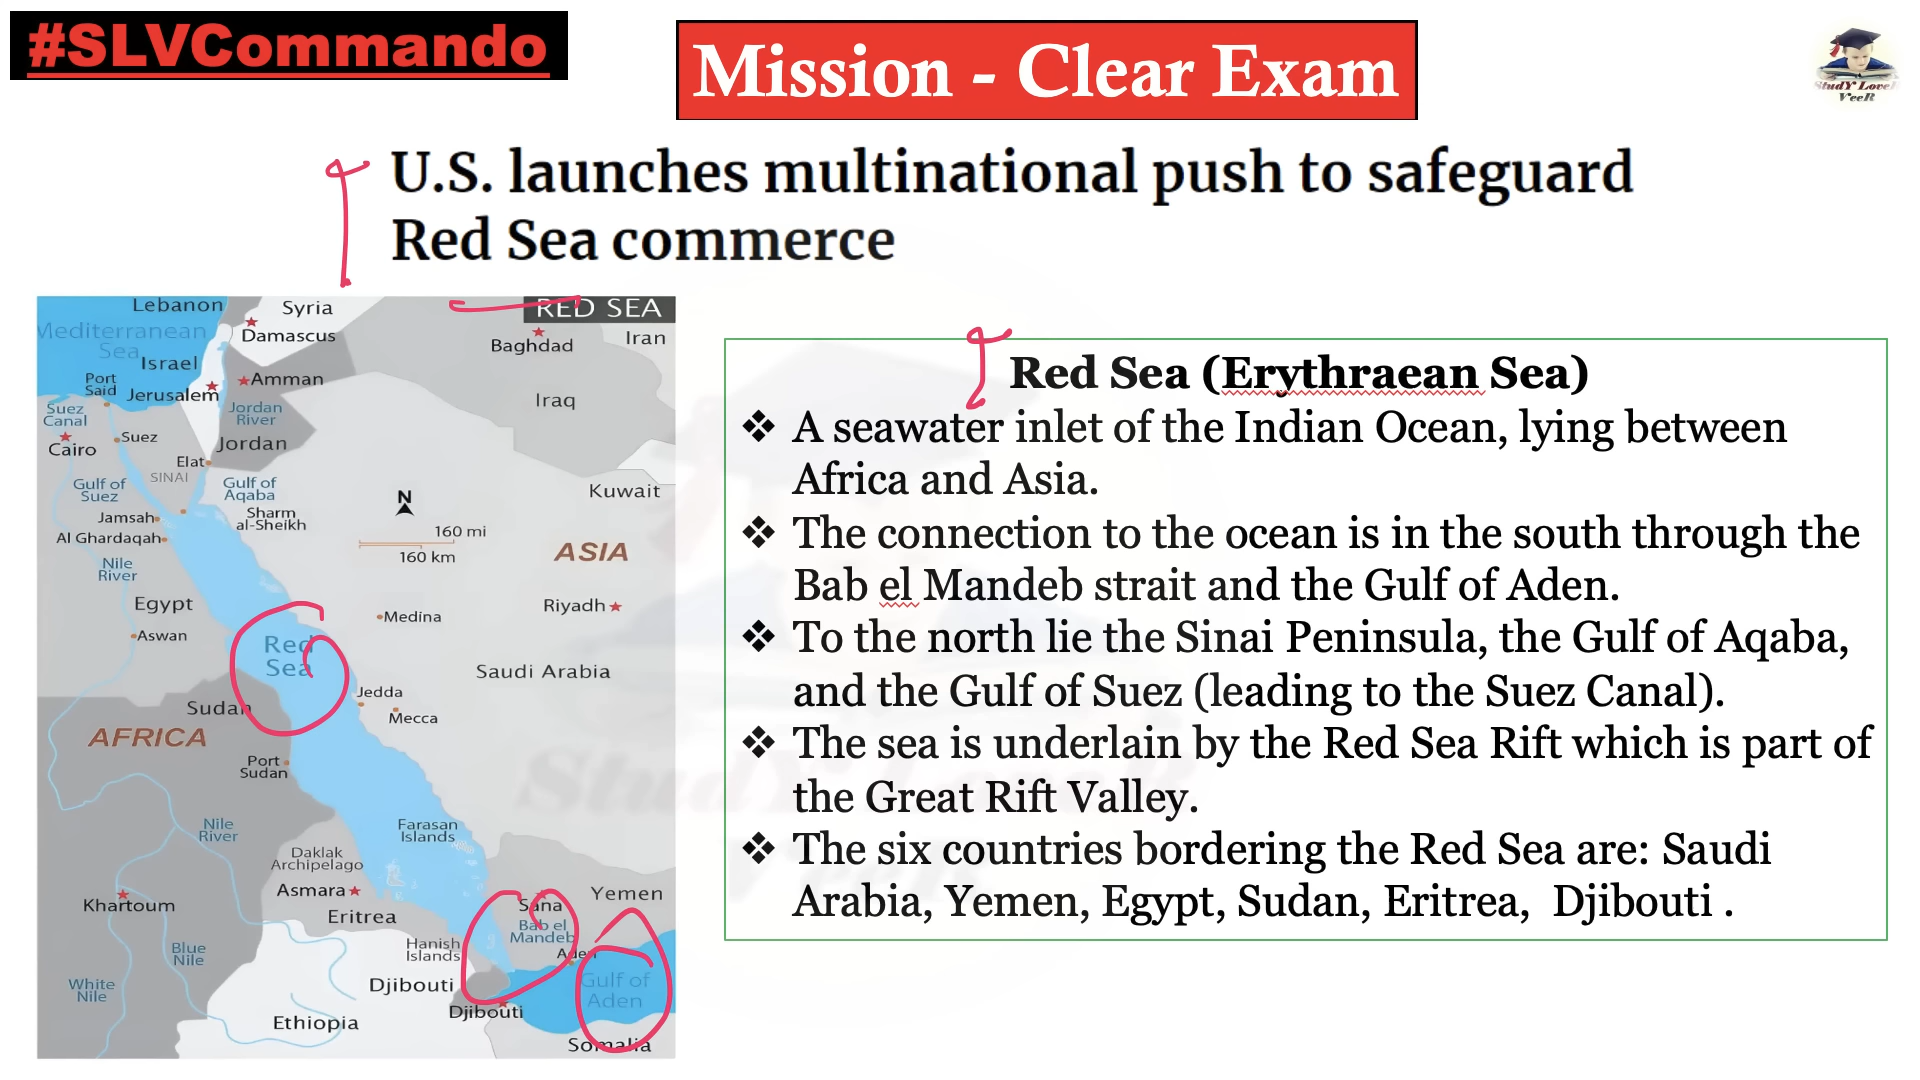 #SLVCommando
Mission - Clear Exam
StudY LoveR
VeeR
U.S. launches multinational push to safeguard
Red Sea commerce
RED SEA
Lebanon
Syria
Mediterranean
Sea
Damascus
Baghdad
Iran
Israel
Port
Said
Jerusalem
Amman
Iraq
Suez
Canal
Jordan
River
Cairo
Suez
Jordan
Elat
SINAI
Gulf of
Suez
Gulf of
Aqaba
Kuwait
N
Jamsah
Sharm
al-Sheikh
160 mi
160 km
Al Ghardaqah
ASIA
Nile
River
Egypt
Riyadh
Medina
Aswan
Red
Sea
Saudi Arabia
Jedda
Sudan
Mecca
AFRICA
Port
Sudan
Nile
River
Farasan
Islands
Daklak
Archipelago
Asmara
Yemen
Khartoum
Sana
Eritrea
Bab el
Mandeb
Hanish
Islands
Blue
Nile
Aden
White
Nile
Djibouti
Gulf of
Aden
Djibouti
Ethiopia
Somalia
Red Sea (Erythraean Sea)
❖ A seawater inlet of the Indian Ocean, lying between
Africa and Asia.
❖ The connection to the ocean is in the south through the
Bab el Mandeb strait and the Gulf of Aden.
❖ To the north lie the Sinai Peninsula, the Gulf of Aqaba,
and the Gulf of Suez (leading to the Suez Canal).
❖ The sea is underlain by the Red Sea Rift which is part of
the Great Rift Valley.
❖ The six countries bordering the Red Sea are: Saudi
Arabia, Yemen, Egypt, Sudan, Eritrea,  Djibouti .
StudY LoveR
VeeR